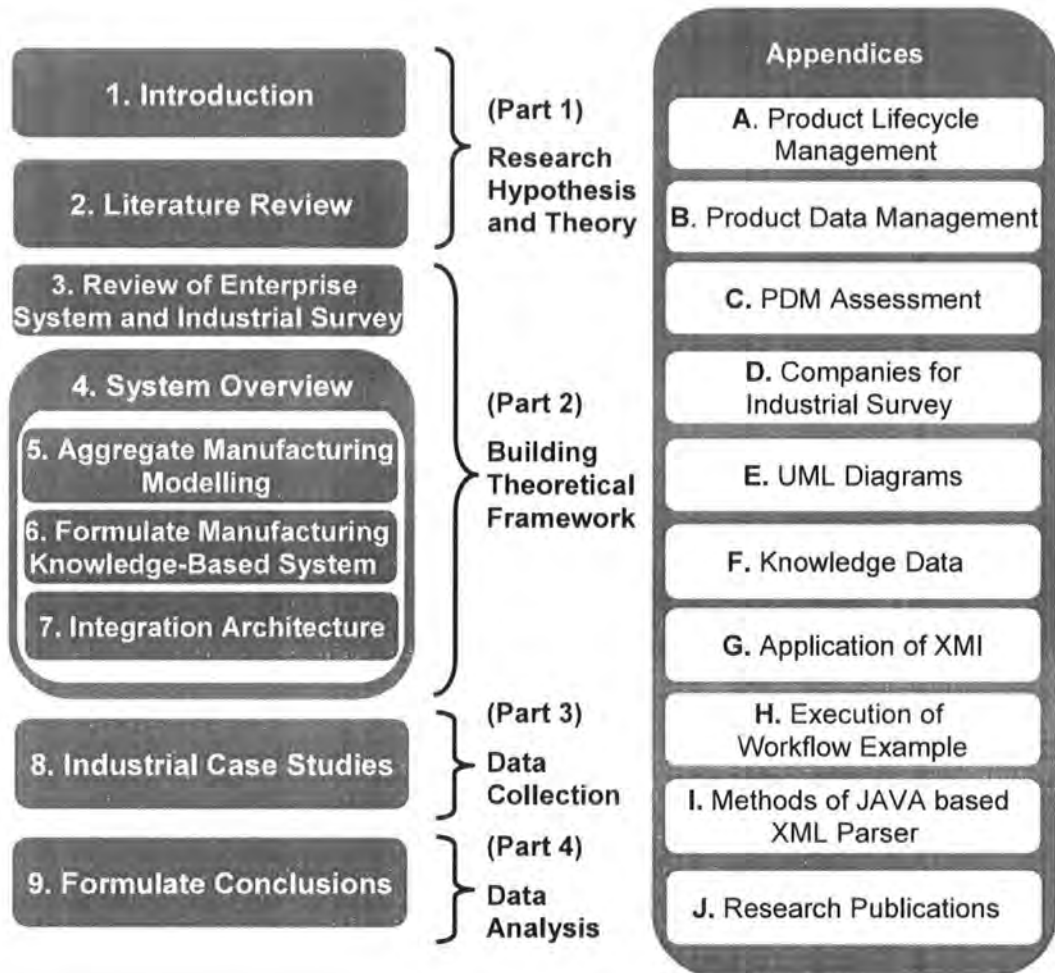 1. Introduction
2. Literature Review
(Part 1)
Research
Hypothesis
and Theory
3. Review of Enterprise
System and Industrial Survey
4. System Overview
5. Aggregate Manufacturing
Modelling
6. Formulate Manufacturing
Knowledge-Based System
7. Integration Architecture
(Part 2)
Building
Theoretical
Framework
8. Industrial Case Studies
(Part 3)
Data
Collection
9. Formulate Conclusions
(Part 4)
Data
Analysis
Appendices
A. Product Lifecycle
Management
B. Product Data Management
C. PDM Assessment
D. Companies for
Industrial Survey
E. UML Diagrams
F. Knowledge Data
G. Application of XMI
H. Execution of
Workflow Example
I. Methods of JAVA based
XML Parser
J. Research Publications